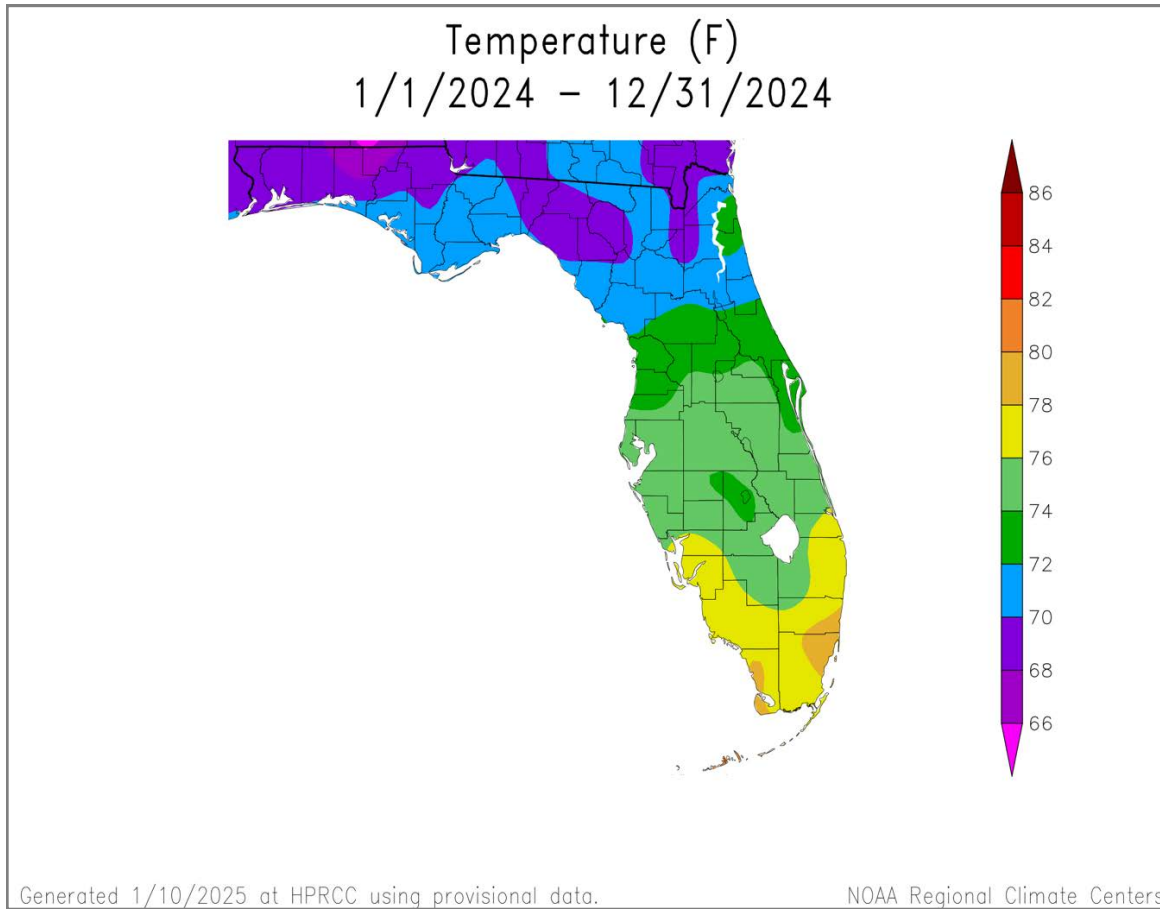 Temperature (F)
1/1/2024 – 12/31/2024
86
84
82
80
78
76
74
72
70
68
66
Generated 1/10/2025 at HPRCC using provisional data.
NOAA Regional Climate Centers